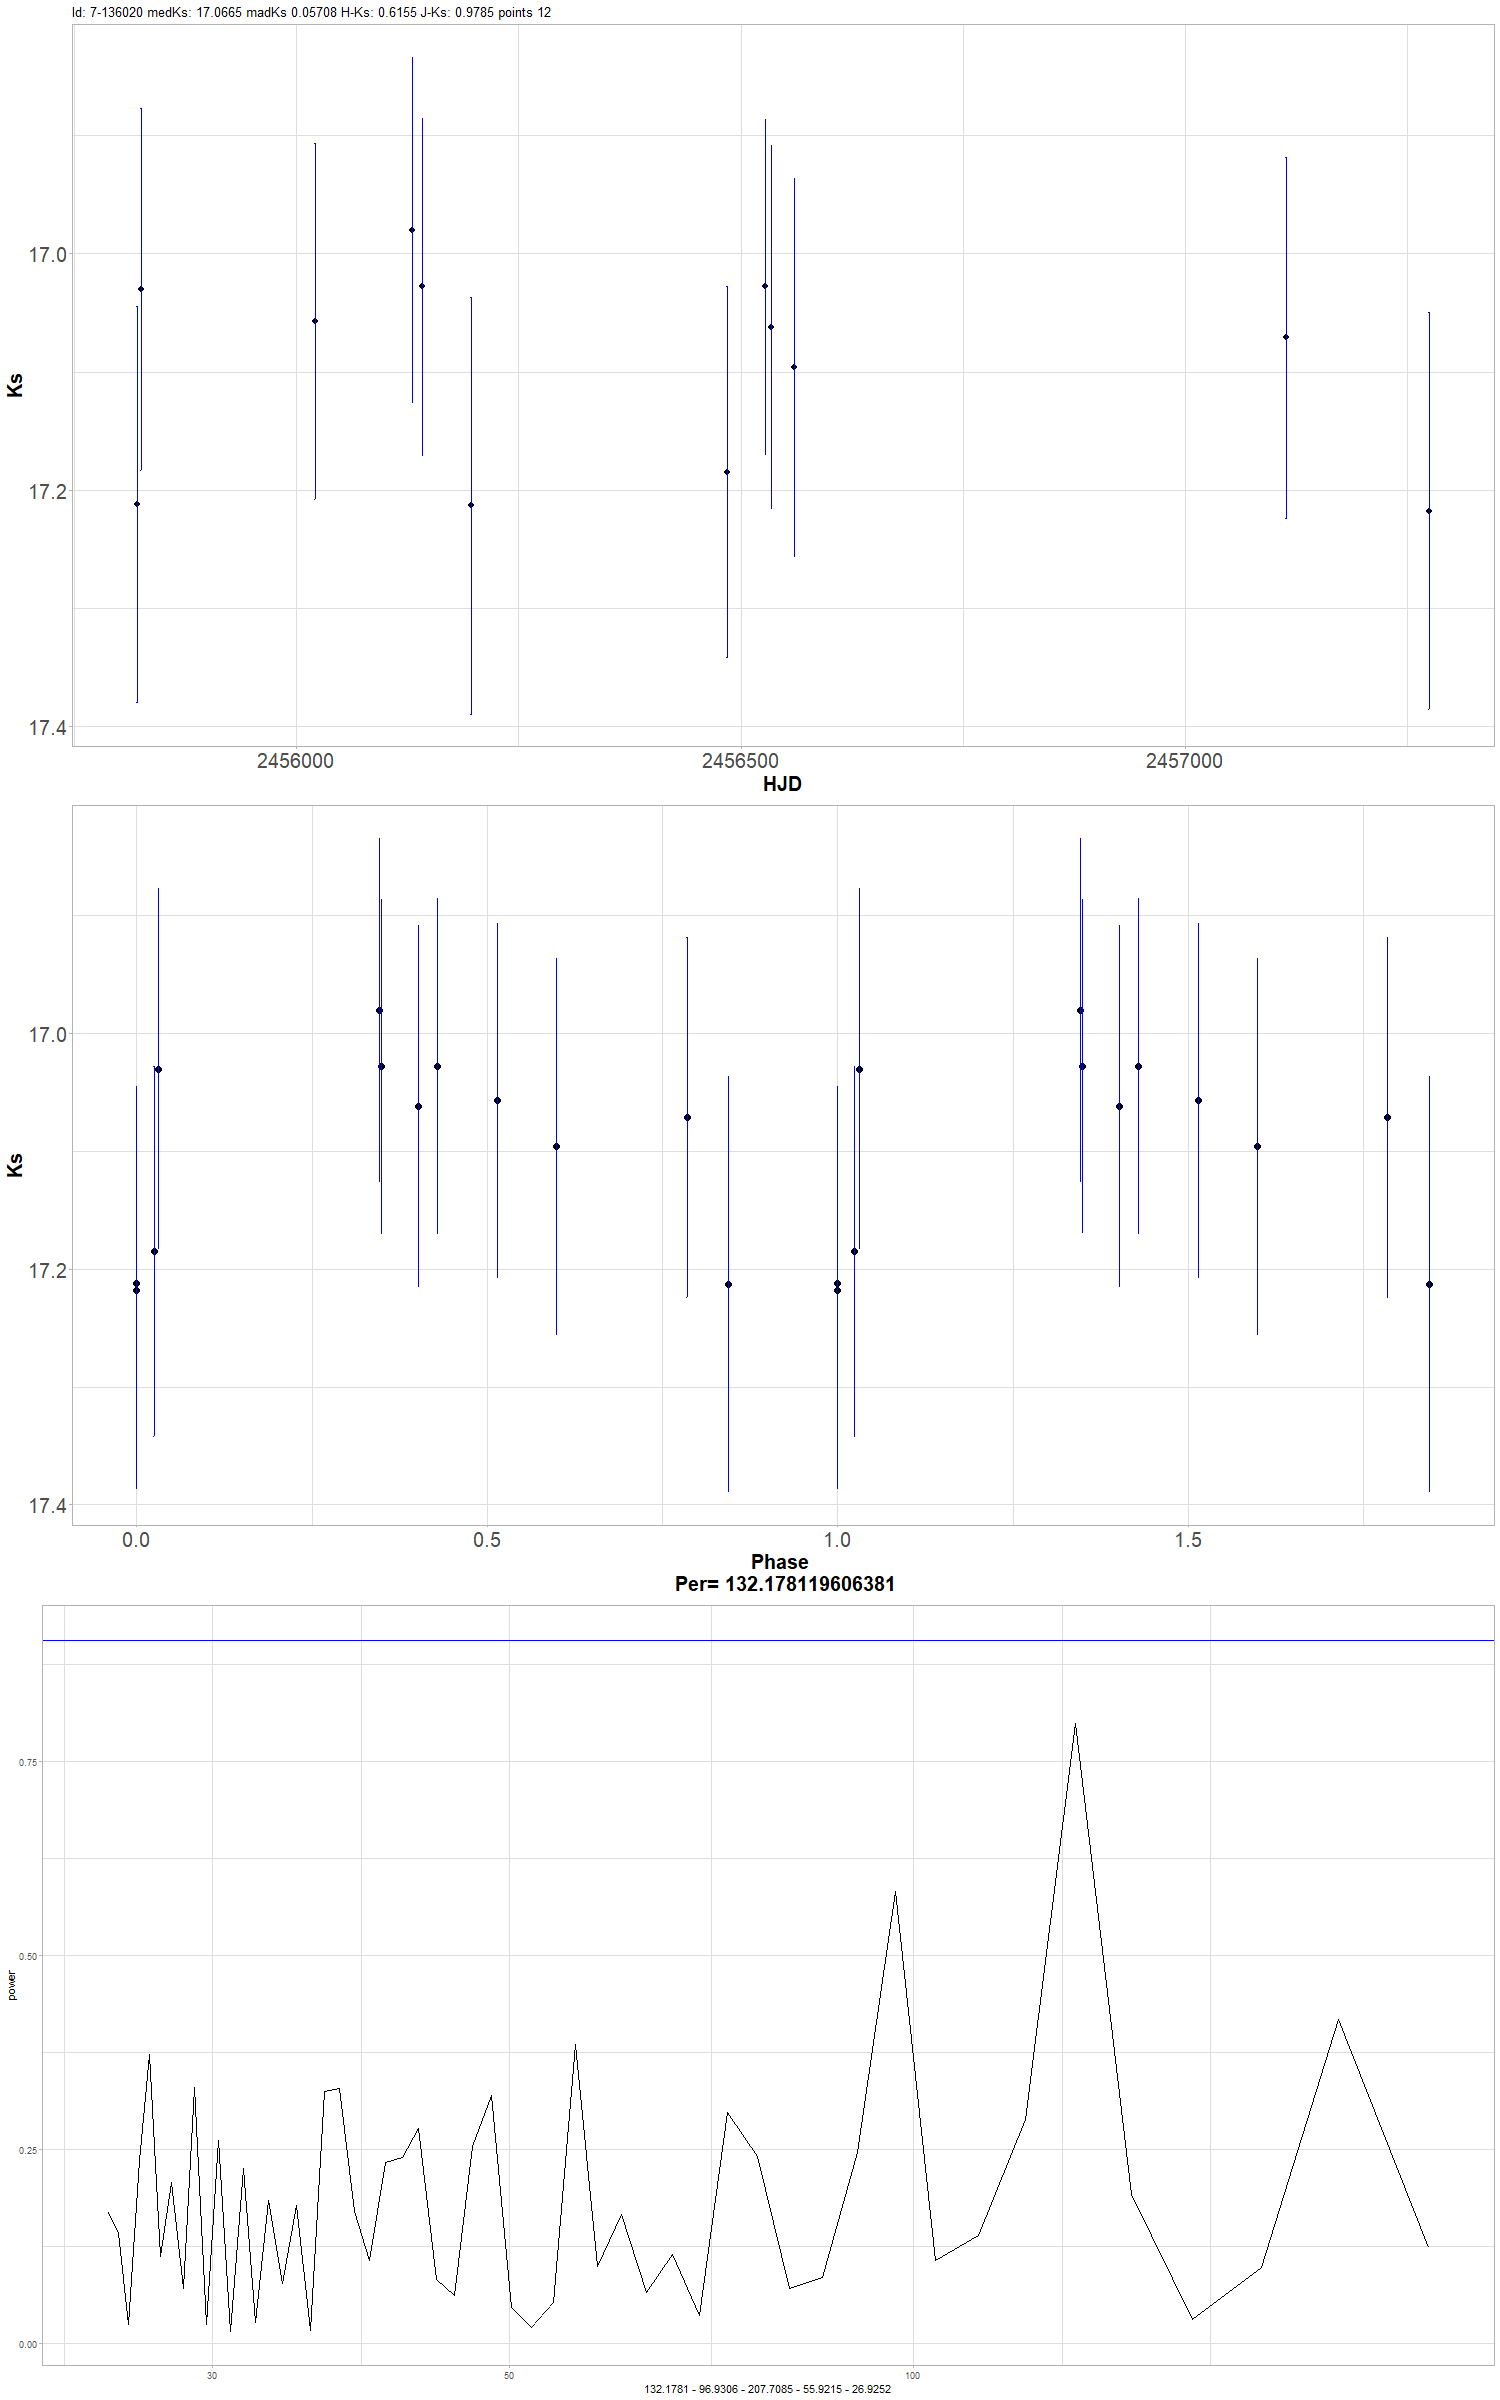 Id: 7-136020 medKs: 17.0665 madKs 0.05708 H-Ks: 0.6155 J-Ks: 0.9785 points 12
17.0
17.2
17.4
Ks
2456000 2456500 2457000
HJD
17.0
17.2
17.4
Ks
0.0 0.5 1.0 1.5
Phase
Per= 132.178119606381
0.75
0.50
0.25
0.00
power
30 50 100
132.1781 - 96.9306 - 207.7085 - 55.9215 - 26.9252